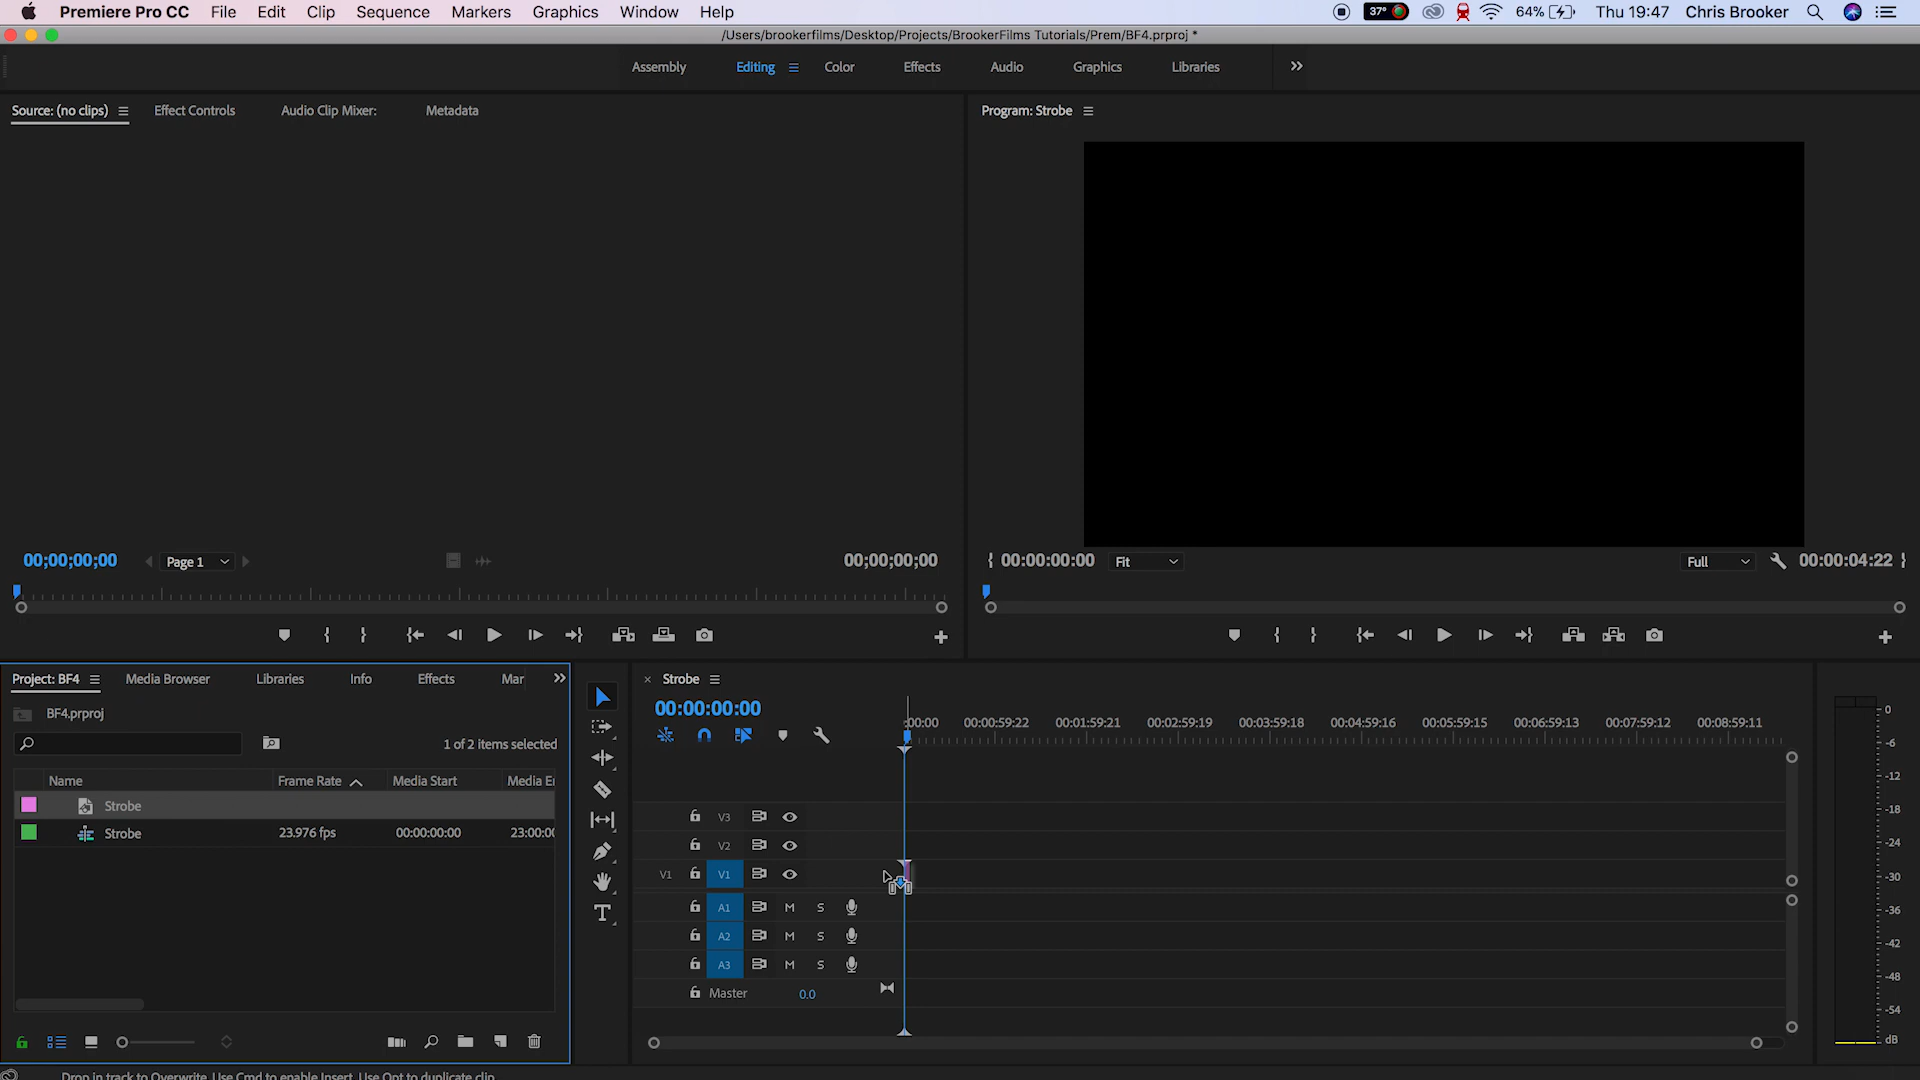 Premiere Pro CC File Edit Clip Sequence Markers Graphics Window Help 37° 64% Thu 19:47 Chris Brooker
/Users/brookerfilms/Desktop/Projects/BrookerFilms Tutorials/Prem/BF4.prproj *
Assembly Editing Color Effects Audio Graphics Libraries
Source: (no clips) Effect Controls Audio Clip Mixer: Metadata Program: Strobe
00;00;00;00 Page 1 00;00;00;00 00:00:00:00 Fit Full 00:00:04:22
Project: BF4 Media Browser Libraries Info Effects Mar Strobe
BF4.prproj 00:00:00:00
:00:00 00:00:59:22 00:01:59:21 00:02:59:19 00:03:59:18 00:04:59:16 00:05:59:15 00:06:59:13 00:07:59:12 00:08:59:11
1 of 2 items selected
Name Frame Rate Media Start Media E
Strobe
Strobe 23.976 fps 00:00:00:00 23:00:0
V3
V2
V1 V1
A1 M S
A2 M S
A3 M S
Master 0.0
T
0
-6
-12
-18
-24
-30
-36
-42
-48
-54
dB
Drop in track to Overwrite. Use Cmd to enable Insert. Use Opt to duplicate clip.